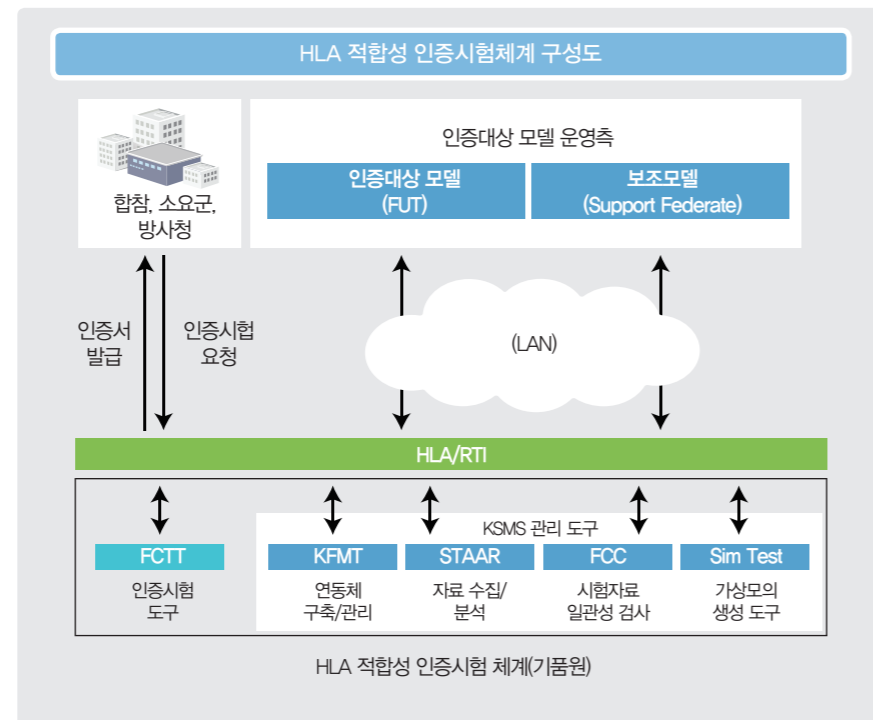 HLA 적합성 인증시험체계 구성도
합참, 소요군,
방사청
인증대상 모델 운영측
인증대상 모델
(FUT)
보조모델
(Support Federate)
인증서
발급
인증시헙
요청
(LAN)
HLA/RTI
KSMS 관리 도구
FCTT
인증시험
도구
KFMT
연동체
구축/관리
STAAR
자료 수집/
분석
FCC
시험자료
일관성 검사
Sim Test
가상모의
생성 도구
HLA 적합성 인증시험 체계(기품원)